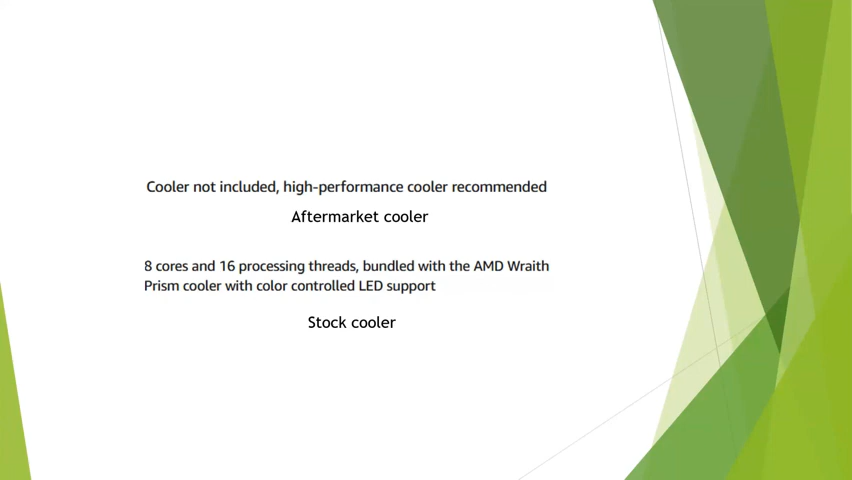 Cooler not included, high-performance cooler recommended
Aftermarket cooler
8 cores and 16 processing threads, bundled with the AMD Wraith
Prism cooler with color controlled LED support
Stock cooler